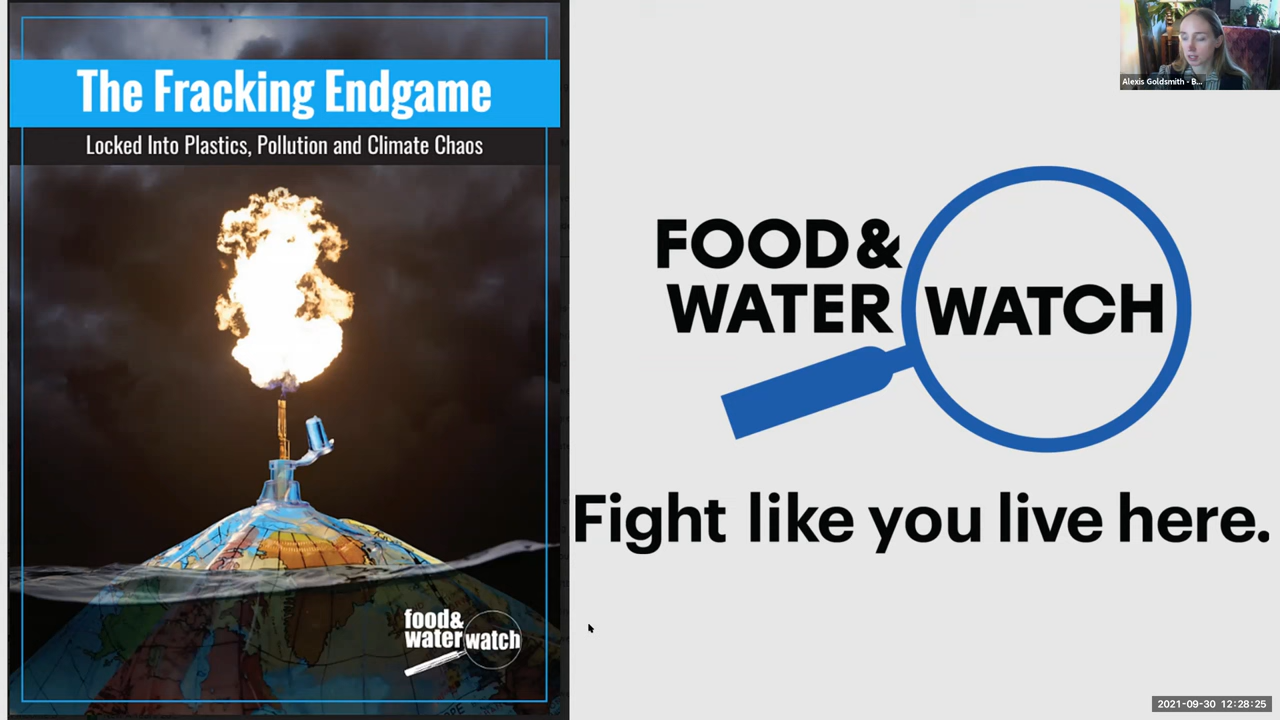 The Fracking Endgame
Locked Into Plastics, Pollution and Climate Chaos
food&
water watch
FOOD &
WATER WATCH
Fight like you live here.
Alexis Goldsmith - B...
2021-09-30 12:28:25